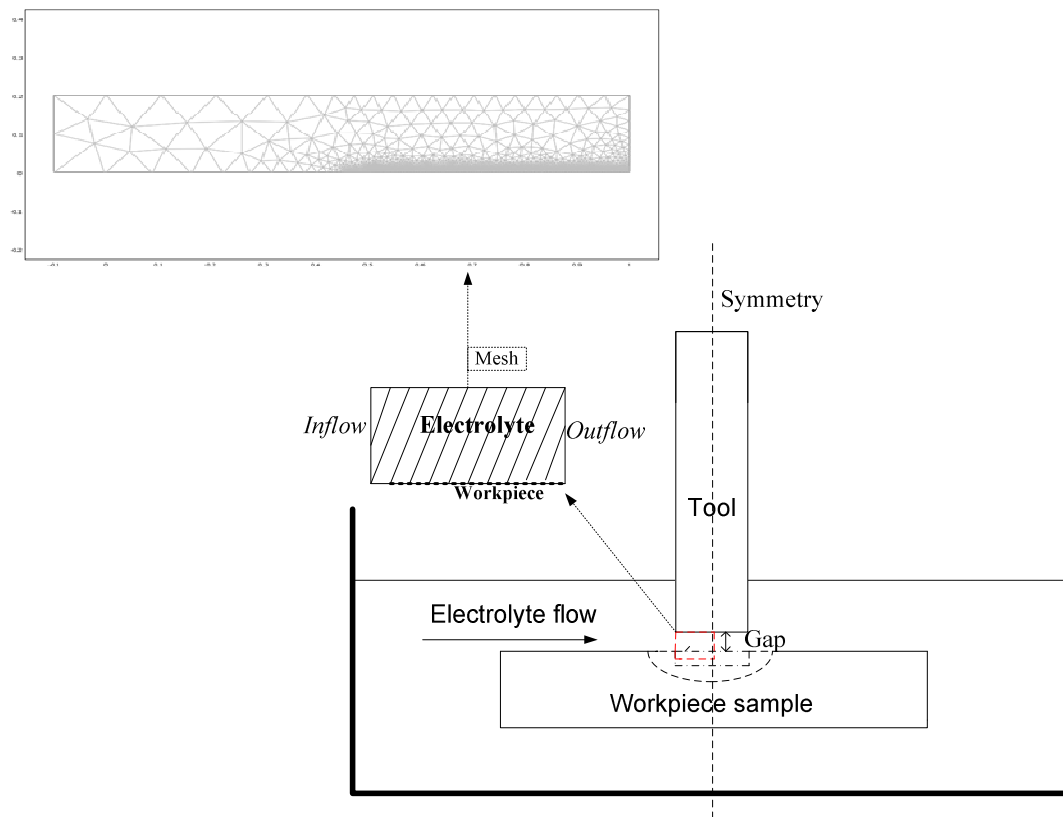 Symmetry
Mesh
Inflow
Electrolyte
Outflow
Workpiece
Tool
Electrolyte flow
Gap
Workpiece sample